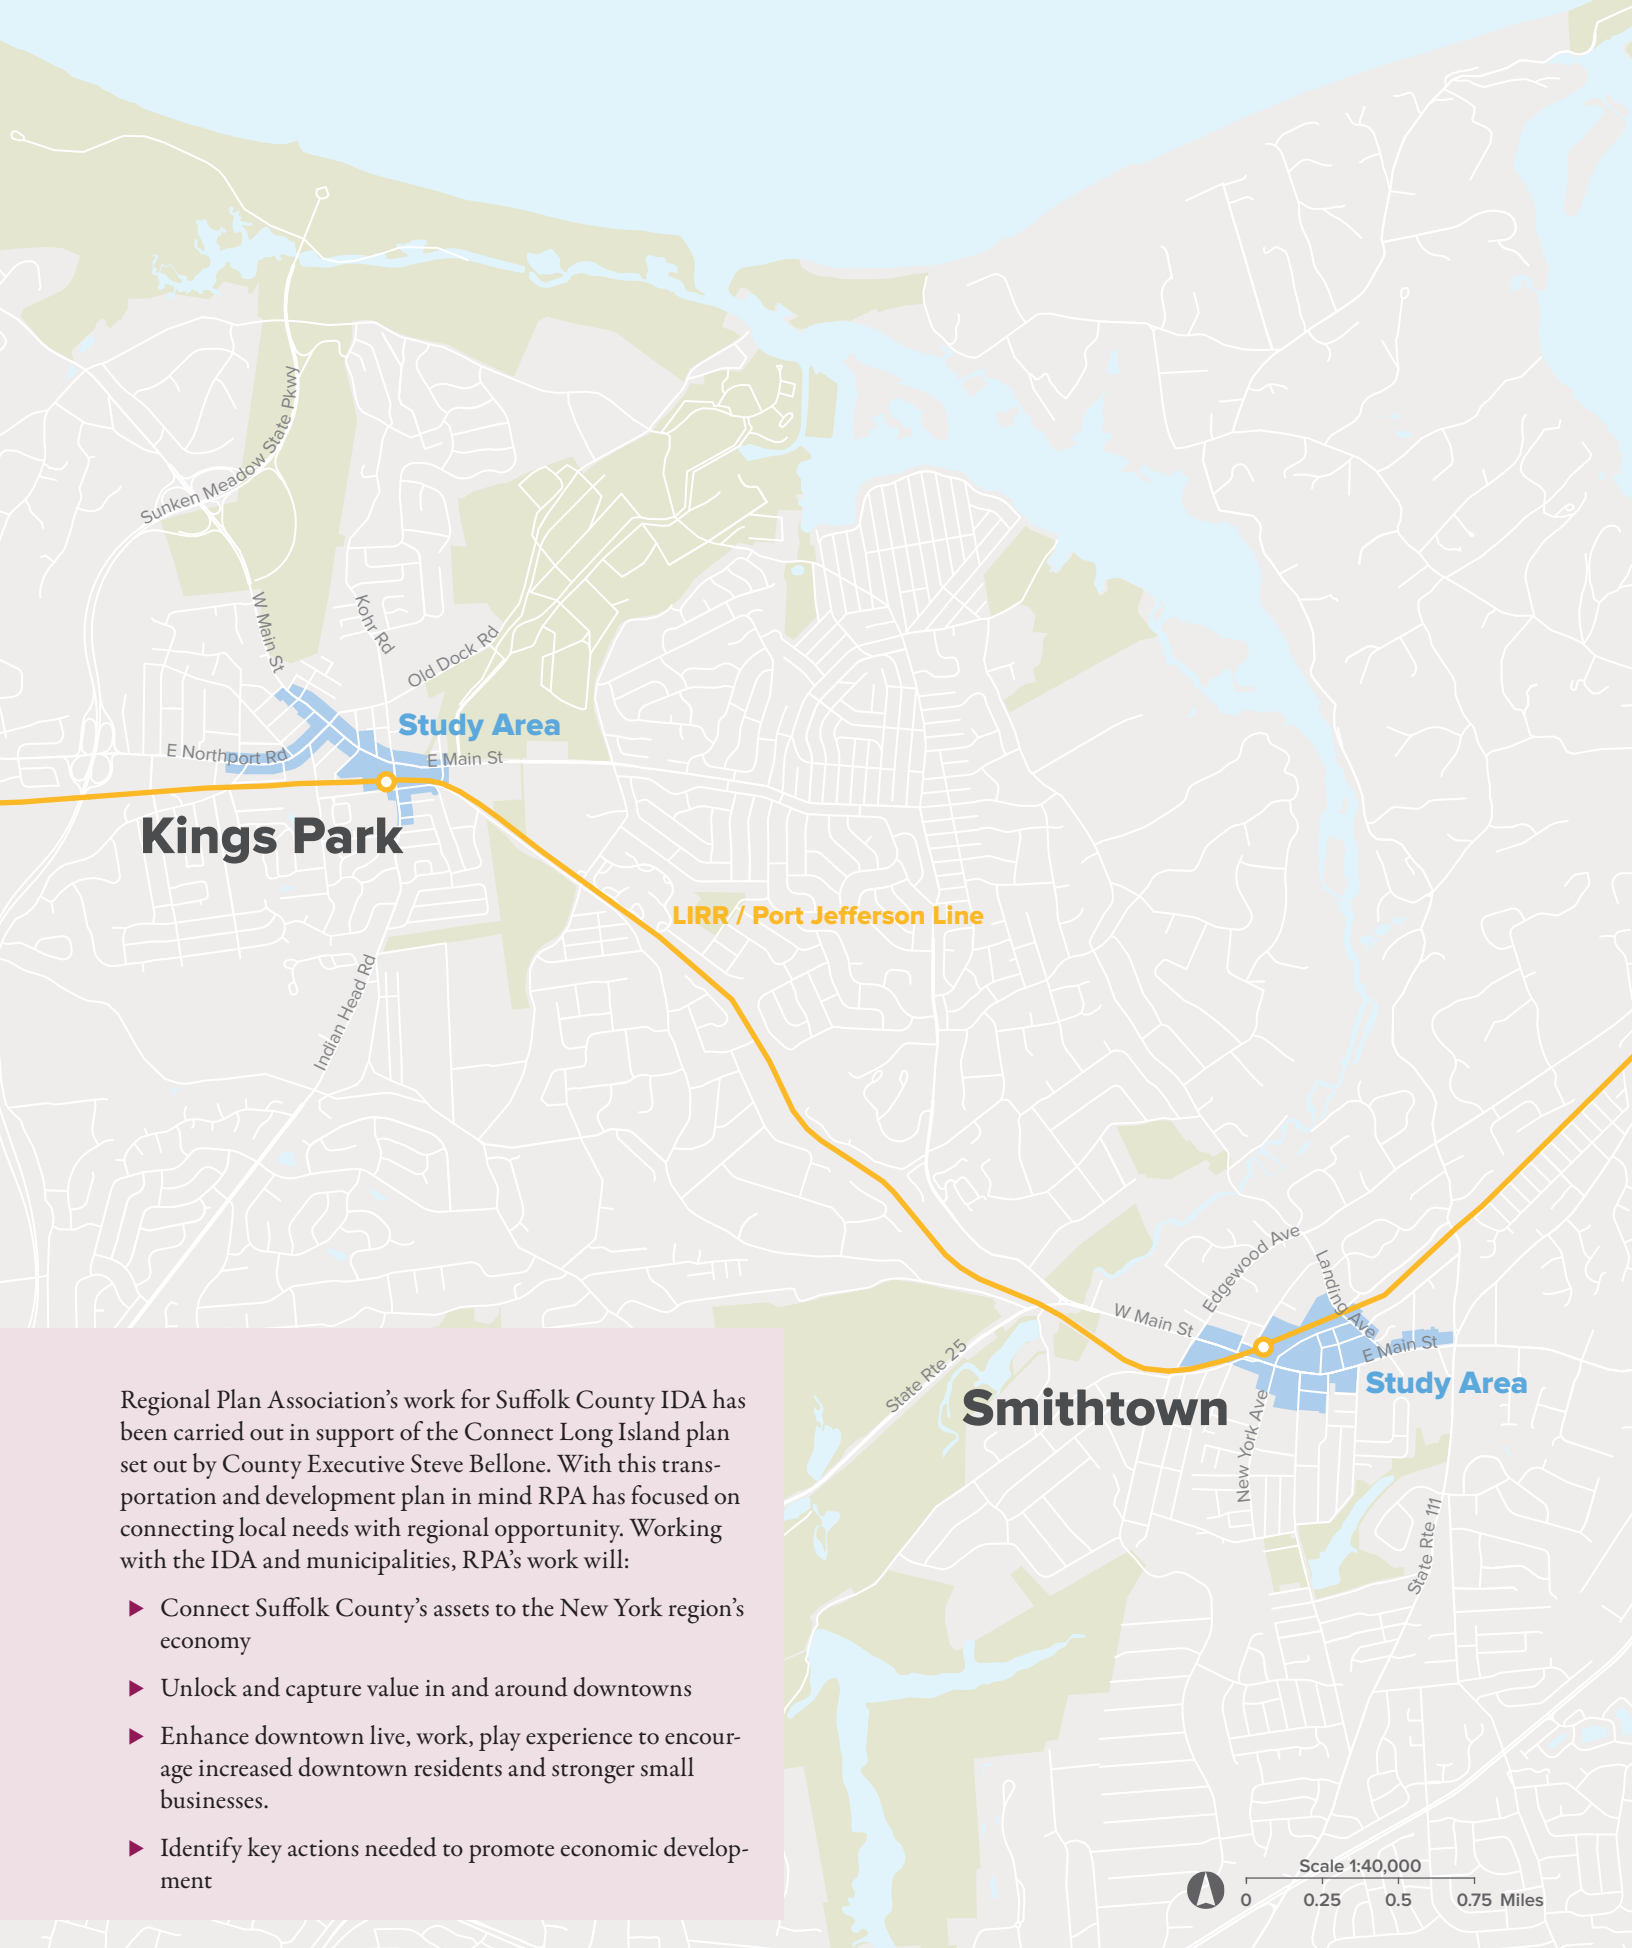 Sunken Meadow State Pkwy
W Main St
Kohr Rd
Old Dock Rd
Study Area
E Northport Rd
E Main St
Kings Park
LIRR / Port Jefferson Line
Indian Head Rd
Edgewood Ave
Landing Ave
W Main St
E Main St
State Rte 25
Study Area
Smithtown
New York Ave
State Rte 111
Regional Plan Association’s work for Suffolk County IDA has
been carried out in support of the Connect Long Island plan
set out by County Executive Steve Bellone. With this trans-
portation and development plan in mind RPA has focused on
connecting local needs with regional opportunity. Working
with the IDA and municipalities, RPA’s work will:
▶ Connect Suffolk County’s assets to the New York region’s
economy
▶ Unlock and capture value in and around downtowns
▶ Enhance downtown live, work, play experience to encour-
age increased downtown residents and stronger small
businesses.
▶ Identify key actions needed to promote economic develop-
ment
Scale 1:40,000
0 0.25 0.5 0.75 Miles